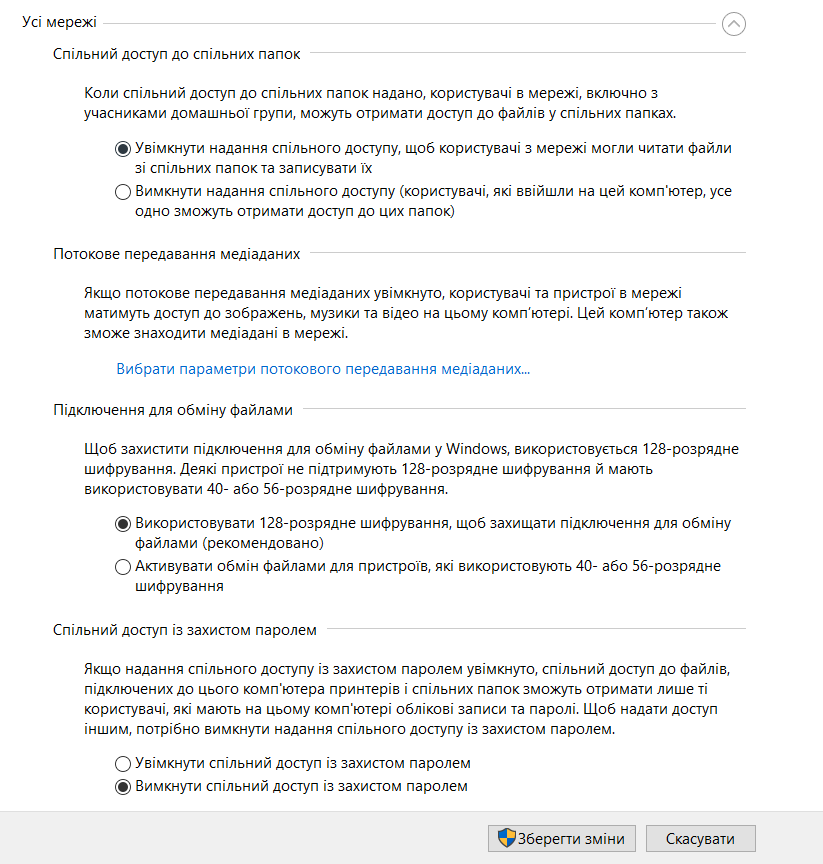 Усі мережі
Спільний доступ до спільних папок
Коли спільний доступ до спільних папок надано, користувачі в мережі, включно з
учасниками домашньої групи, можуть отримати доступ до файлів у спільних папках.
Увімкнути надання спільного доступу, щоб користувачі з мережі могли читати файли
зі спільних папок та записувати їх
Вимкнути надання спільного доступу (користувачі, які ввійшли на цей комп'ютер, усе
одно зможуть отримати доступ до цих папок)
Потокове передавання медіаданих
Якщо потокове передавання медіаданих увімкнуто, користувачі та пристрої в мережі
матимуть доступ до зображень, музики та відео на цьому комп’ютері. Цей комп’ютер також
зможе знаходити медіадані в мережі.
Вибрати параметри потокового передавання медіаданих...
Підключення для обміну файлами
Щоб захистити підключення для обміну файлами у Windows, використовується 128-розрядне
шифрування. Деякі пристрої не підтримують 128-розрядне шифрування й мають
використовувати 40- або 56-розрядне шифрування.
Використовувати 128-розрядне шифрування, щоб захищати підключення для обміну
файлами (рекомендовано)
Активувати обмін файлами для пристроїв, які використовують 40- або 56-розрядне
шифрування
Спільний доступ із захистом паролем
Якщо надання спільного доступу із захистом паролем увімкнуто, спільний доступ до файлів,
підключених до цього комп'ютера принтерів і спільних папок зможуть отримати лише ті
користувачі, які мають на цьому комп'ютері облікові записи та паролі. Щоб надати доступ
іншим, потрібно вимкнути надання спільного доступу із захистом паролем.
Увімкнути спільний доступ із захистом паролем
Вимкнути спільний доступ із захистом паролем
Зберегти зміни
Скасувати